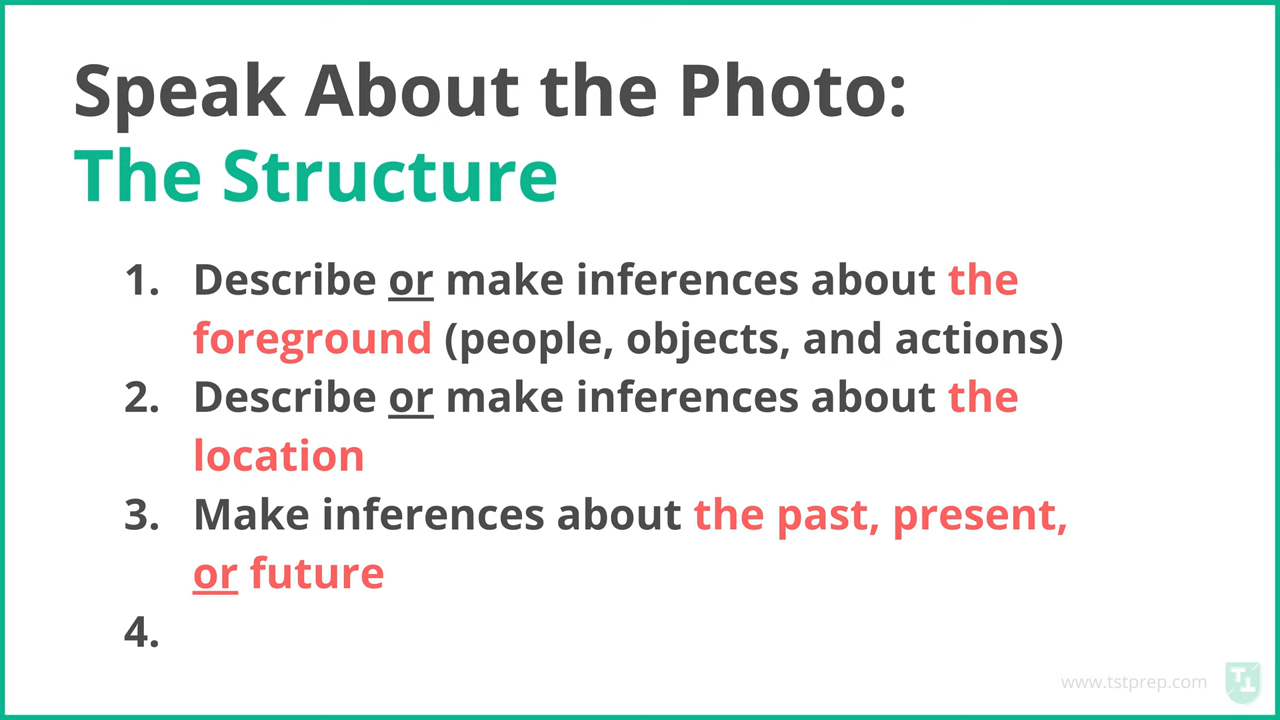 Speak About the Photo:
The Structure
1. Describe or make inferences about the
foreground (people, objects, and actions)
2. Describe or make inferences about the
location
3. Make inferences about the past, present,
or future
4.
www.tstprep.com